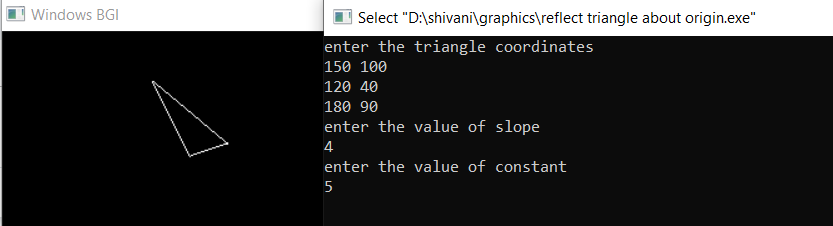 Windows BGI
Select "D:\shivani\graphics\reflect triangle about origin.exe"
enter the triangle coordinates
150 100
120 40
180 90
enter the value of slope
4
enter the value of constant
5